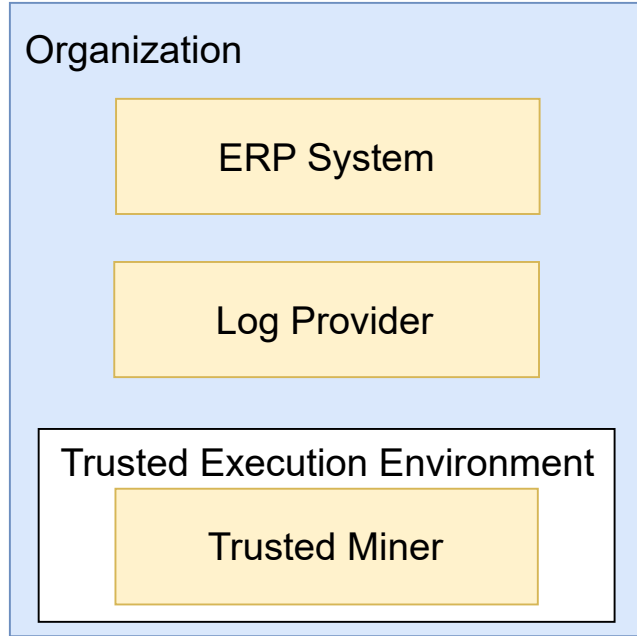 Organization
ERP System
Log Provider
Trusted Execution Environment
Trusted Miner